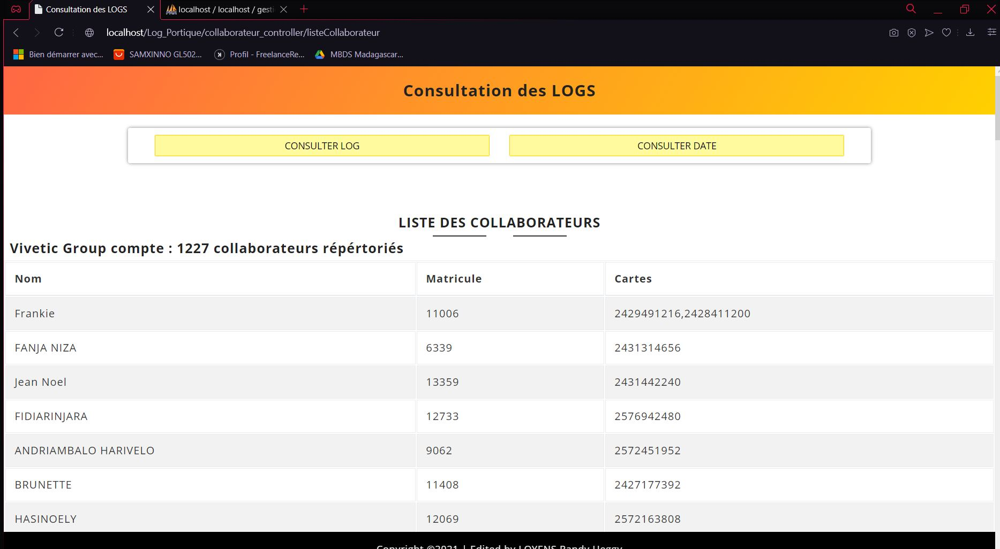 Consultation des LOGS
localhost / localhost / gesti
localhost/Log_Portique/collaborateur_controller/listeCollaborateur
Bien démarrer avec... SAMXINNO GL502... Profil - FreelanceRe... MBDS Madagascar...
Consultation des LOGS
CONSULTER LOG CONSULTER DATE
LISTE DES COLLABORATEURS
Vivetic Group compte : 1227 collaborateurs répértoriés
Nom Matricule Cartes
Frankie 11006 2429491216,2428411200
FANJA NIZA 6339 2431314656
Jean Noel 13359 2431442240
FIDIARINJARA 12733 2576942480
ANDRIAMBALO HARIVELO 9062 2572451952
BRUNETTE 11408 2427177392
HASINOELY 12069 2572163808
Copyright ©2021 | Edited by LOYENS Randy Heggy